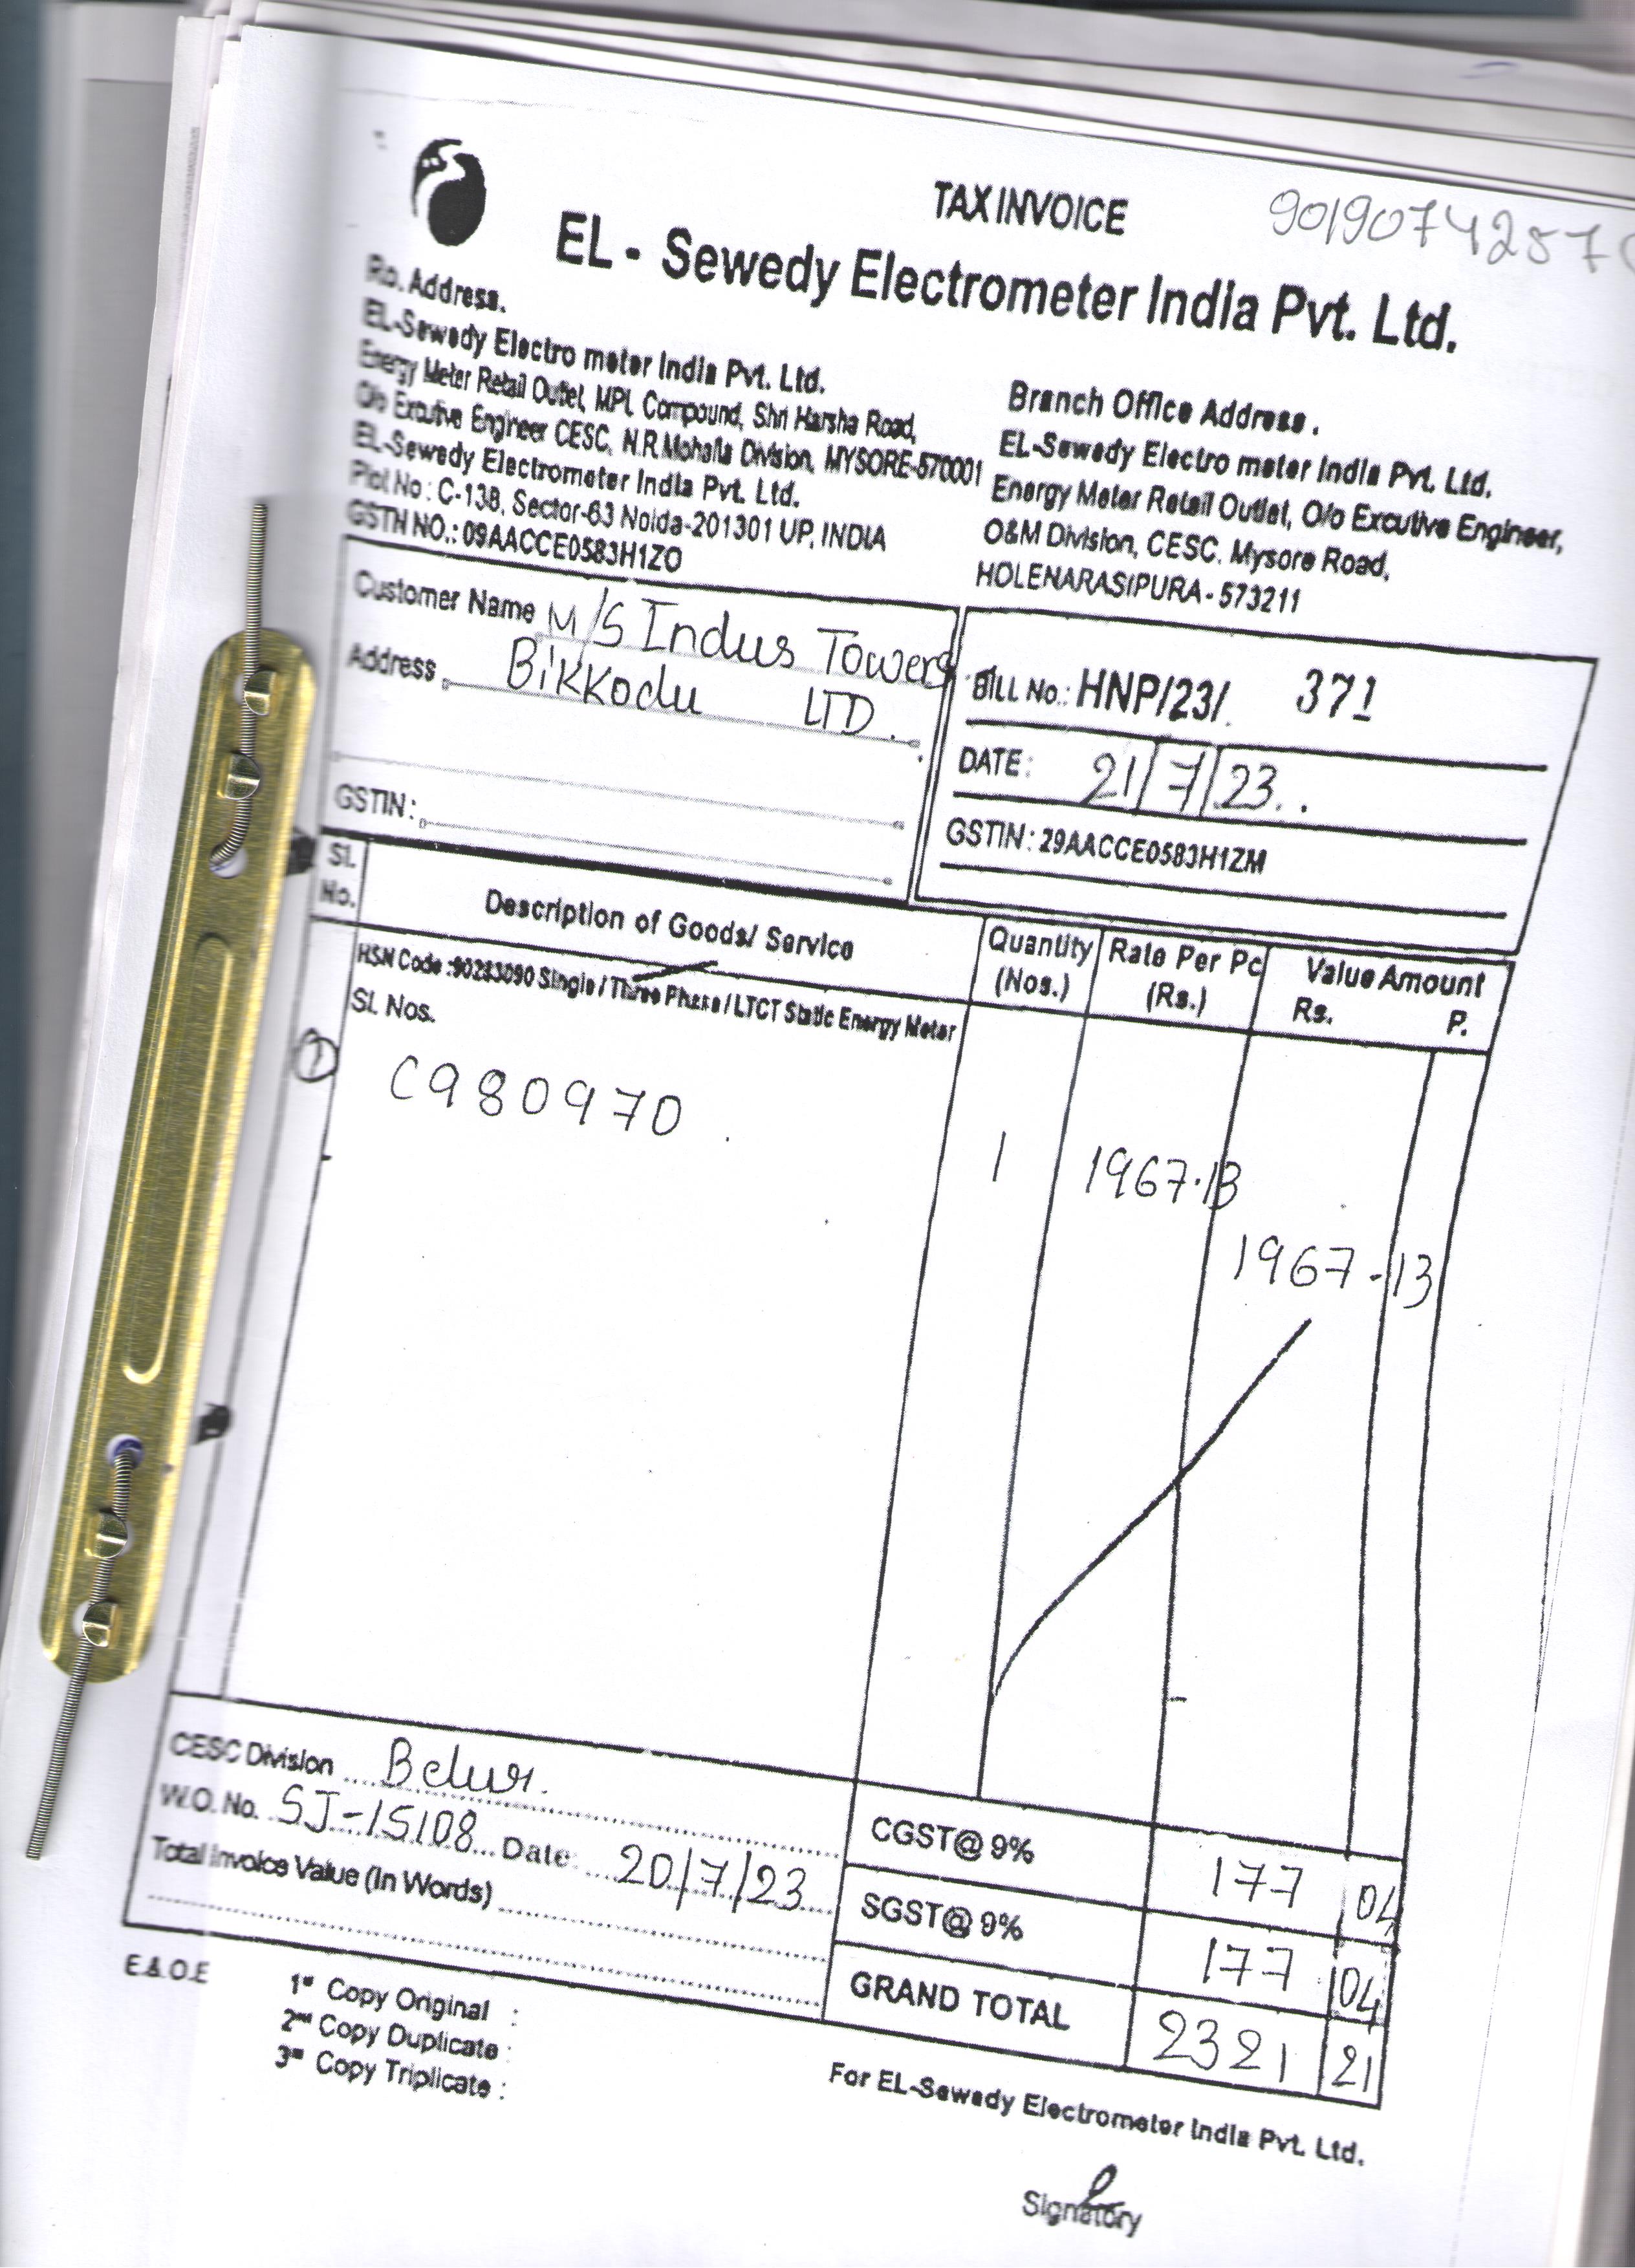 TAX INVOICE
9019074257
EL - Sewedy Electrometer India Pvt. Ltd.
Ro. Address.
EL-Sewedy Electro meter India Pvt. Ltd.
Energy Meter Retail Outlet, MPL Compound, Shri Harsha Road,
O/o Excutive Engineer CESC, N.R.Mohalla Division, MYSORE-570001
EL-Sewedy Electrometer India Pvt. Ltd.
Plot No : C-138, Sector-63 Noida-201301 UP, INDIA
GSTN NO.: 09AACCE0583H1ZO
Branch Office Address .
EL-Sewedy Electro meter India Pvt. Ltd.
Energy Meter Retail Outlet, O/o Excutive Engineer,
O&M Division, CESC. Mysore Road,
HOLENARASIPURA - 573211
Customer Name M/S Indus Towers
Address Bikkodu LTD.
GSTIN :
BILL No.: HNP/23/ 371
DATE: 21/7/23..
GSTIN : 29AACCE0583H1ZM
Sl. No. Description of Goods/ Service Quantity (Nos.) Rate Per Pc (Rs.) Value Amount Rs. P.
HSN Code :90283090 Single / Three Phase / LTCT Static Energy Meter
Sl. Nos.
C980970 . 1 1967.13
1967-13
CESC Division Belur.
W.O. No. SJ-15108 Date: 20/7/23
Total Invoice Value (In Words)
CGST@ 9% 177 04
SGST@ 9% 177 04
GRAND TOTAL 2321 21
E.&.O.E
1st Copy Original :
2nd Copy Duplicate :
3rd Copy Triplicate :
For EL-Sewedy Electrometer India Pvt. Ltd.
Signatory